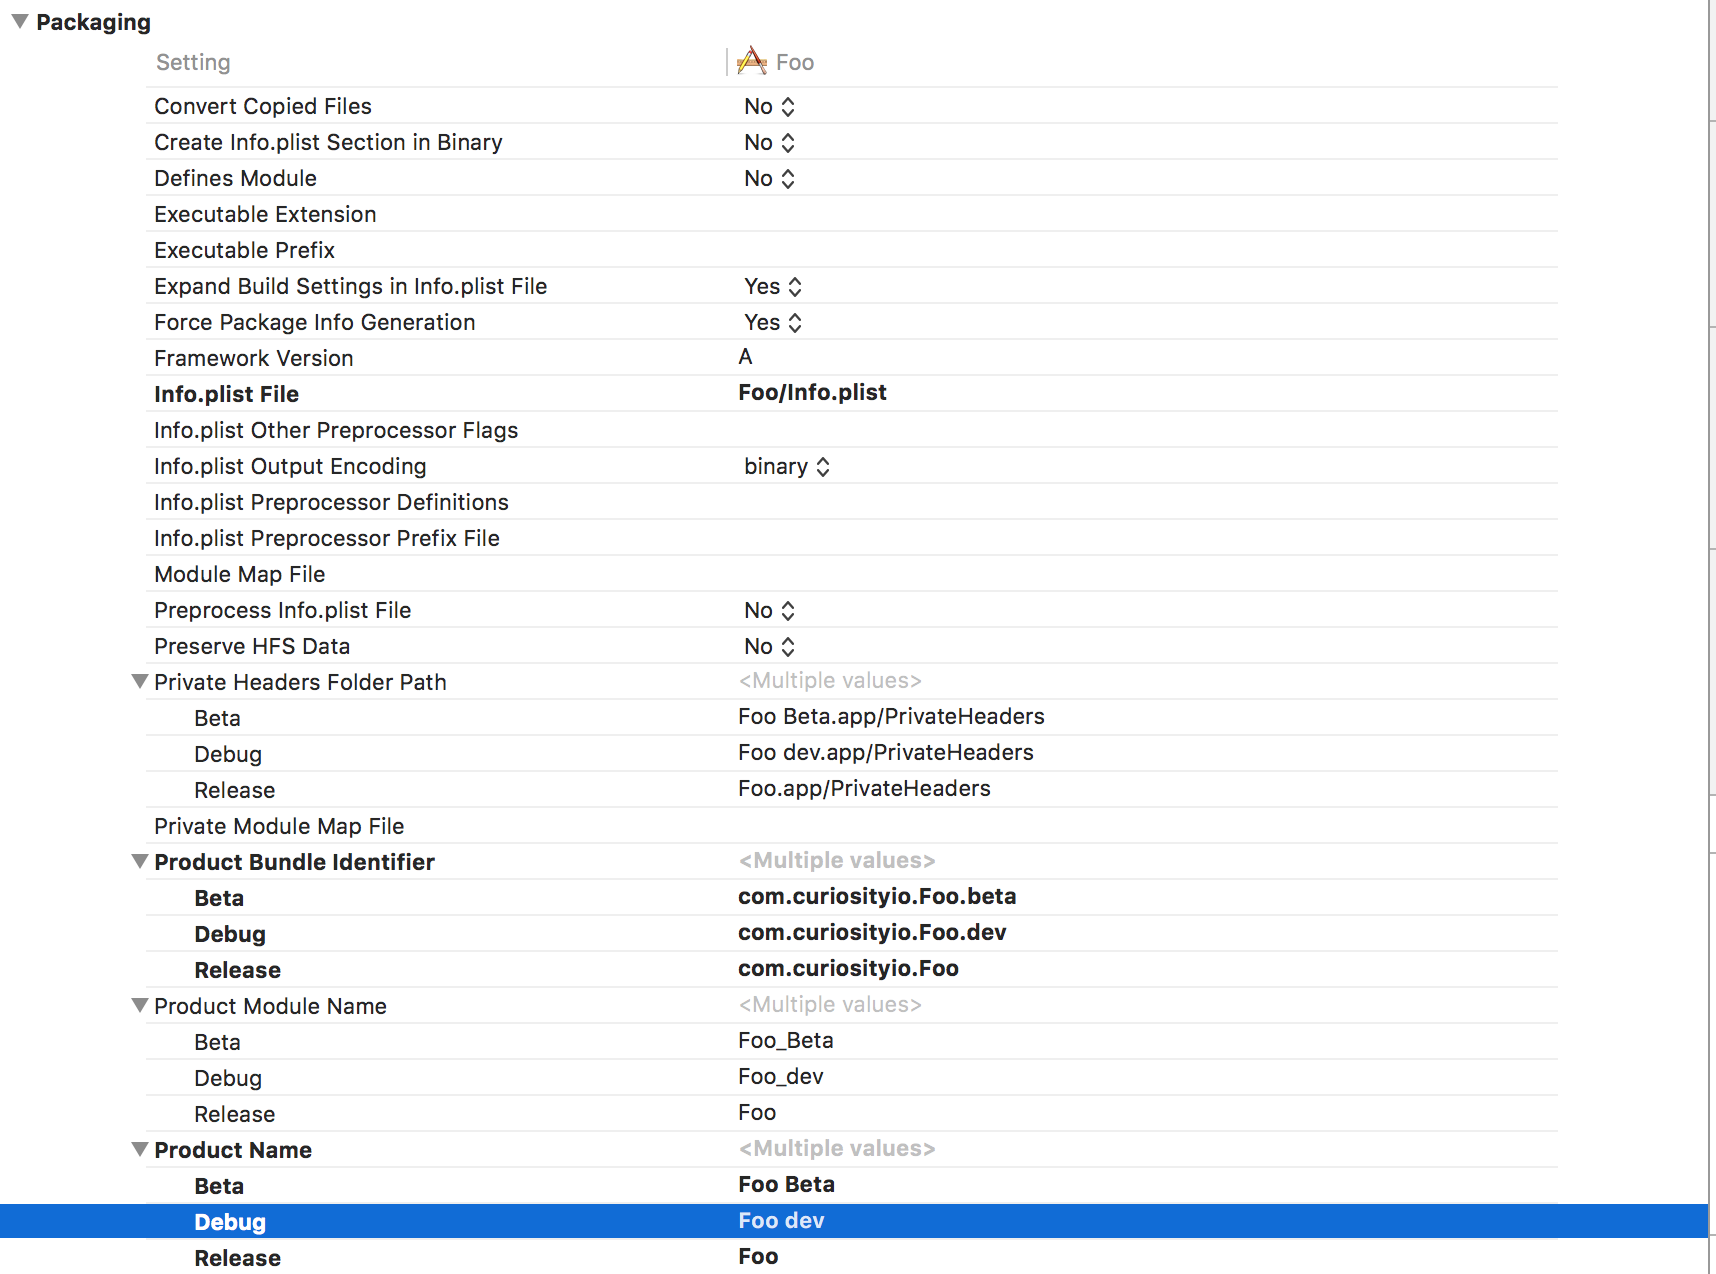 Packaging
Setting Foo
Convert Copied Files No
Create Info.plist Section in Binary No
Defines Module No
Executable Extension
Executable Prefix
Expand Build Settings in Info.plist File Yes
Force Package Info Generation Yes
Framework Version A
Info.plist File Foo/Info.plist
Info.plist Other Preprocessor Flags
Info.plist Output Encoding binary
Info.plist Preprocessor Definitions
Info.plist Preprocessor Prefix File
Module Map File
Preprocess Info.plist File No
Preserve HFS Data No
Private Headers Folder Path <Multiple values>
Beta Foo Beta.app/PrivateHeaders
Debug Foo dev.app/PrivateHeaders
Release Foo.app/PrivateHeaders
Private Module Map File
Product Bundle Identifier <Multiple values>
Beta com.curiosityio.Foo.beta
Debug com.curiosityio.Foo.dev
Release com.curiosityio.Foo
Product Module Name <Multiple values>
Beta Foo_Beta
Debug Foo_dev
Release Foo
Product Name <Multiple values>
Beta Foo Beta
Debug Foo dev
Release Foo